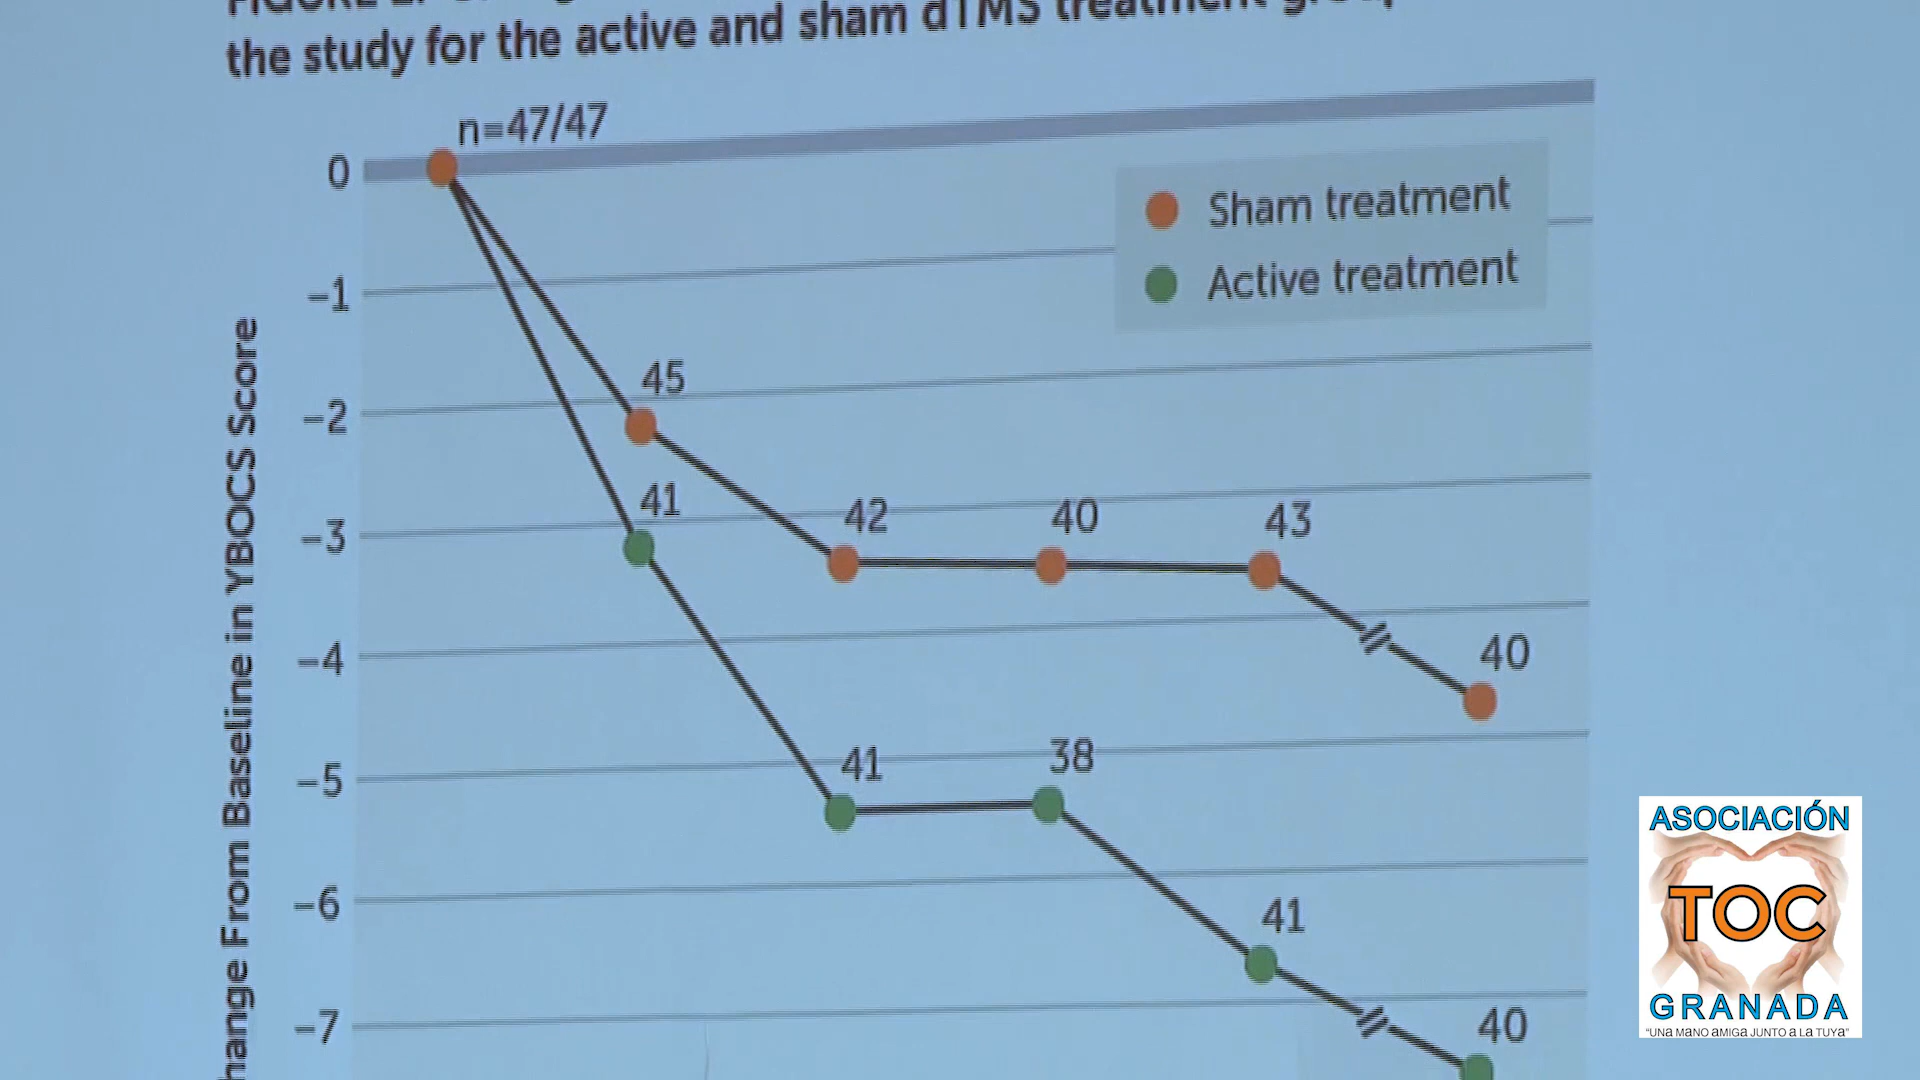 the study for the active and sham dTMS treatment
n=47/47
0
Sham treatment
Active treatment
–1
45
–2
41
42
40
43
–3
40
–4
41
38
–5
–6
41
40
–7
hange From Baseline in YBOCS Score
ASOCIACIÓN
TOC
GRANADA
"UNa MaNO aMIGa JUNTO a La TUYa"